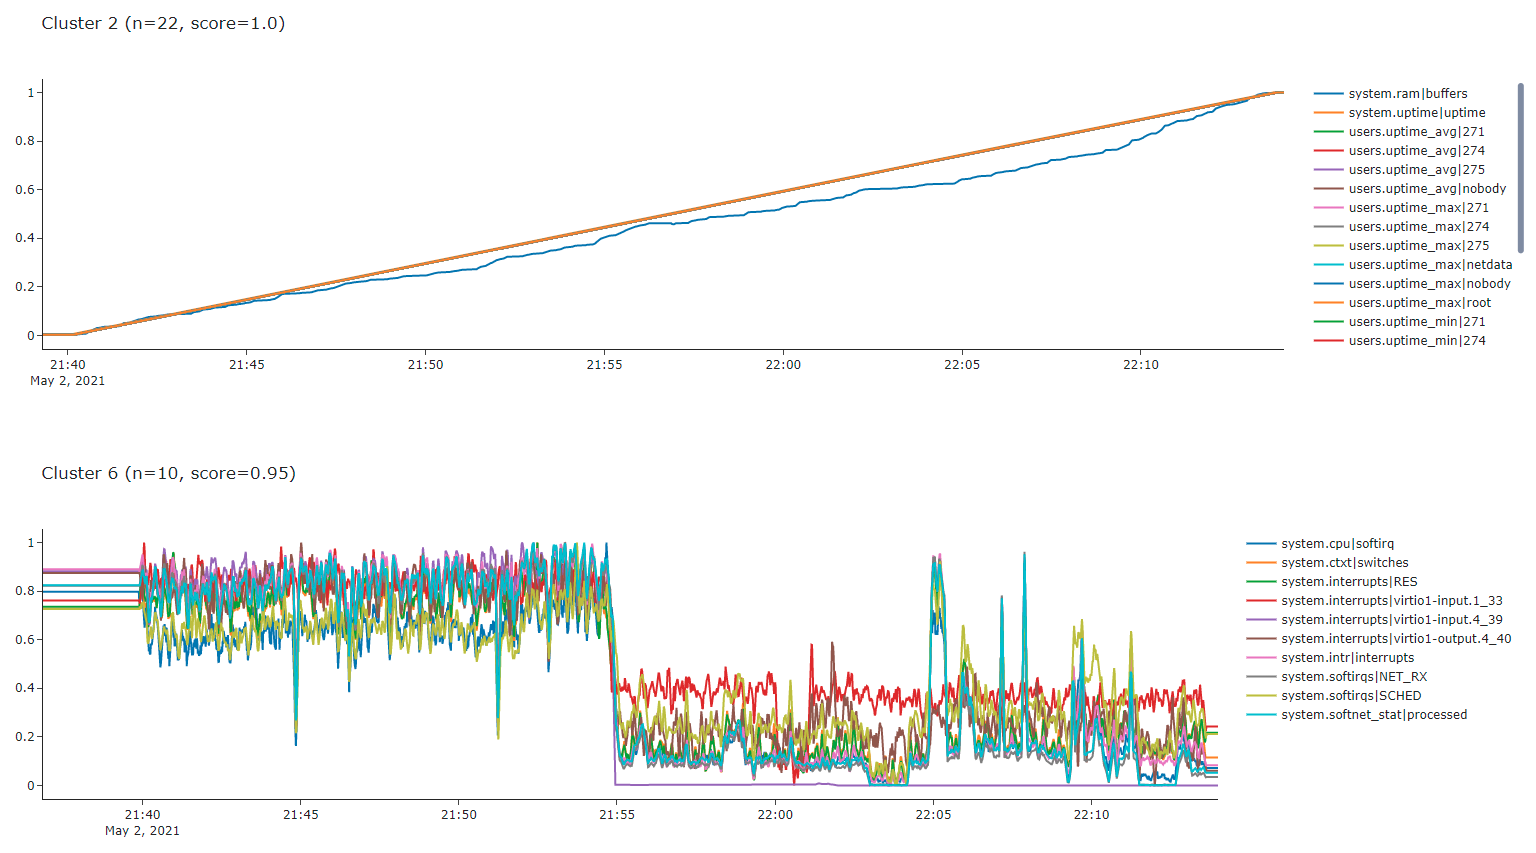 Cluster 2 (n=22, score=1.0)
1
0.8
0.6
0.4
0.2
0
21:40 21:45 21:50 21:55 22:00 22:05 22:10
May 2, 2021
system.ram|buffers
system.uptime|uptime
users.uptime_avg|271
users.uptime_avg|274
users.uptime_avg|275
users.uptime_avg|nobody
users.uptime_max|271
users.uptime_max|274
users.uptime_max|275
users.uptime_max|netdata
users.uptime_max|nobody
users.uptime_max|root
users.uptime_min|271
users.uptime_min|274
Cluster 6 (n=10, score=0.95)
1
0.8
0.6
0.4
0.2
0
21:40 21:45 21:50 21:55 22:00 22:05 22:10
May 2, 2021
system.cpu|softirq
system.ctxt|switches
system.interrupts|RES
system.interrupts|virtio1-input.1_33
system.interrupts|virtio1-input.4_39
system.interrupts|virtio1-output.4_40
system.intr|interrupts
system.softirqs|NET_RX
system.softirqs|SCHED
system.softnet_stat|processed